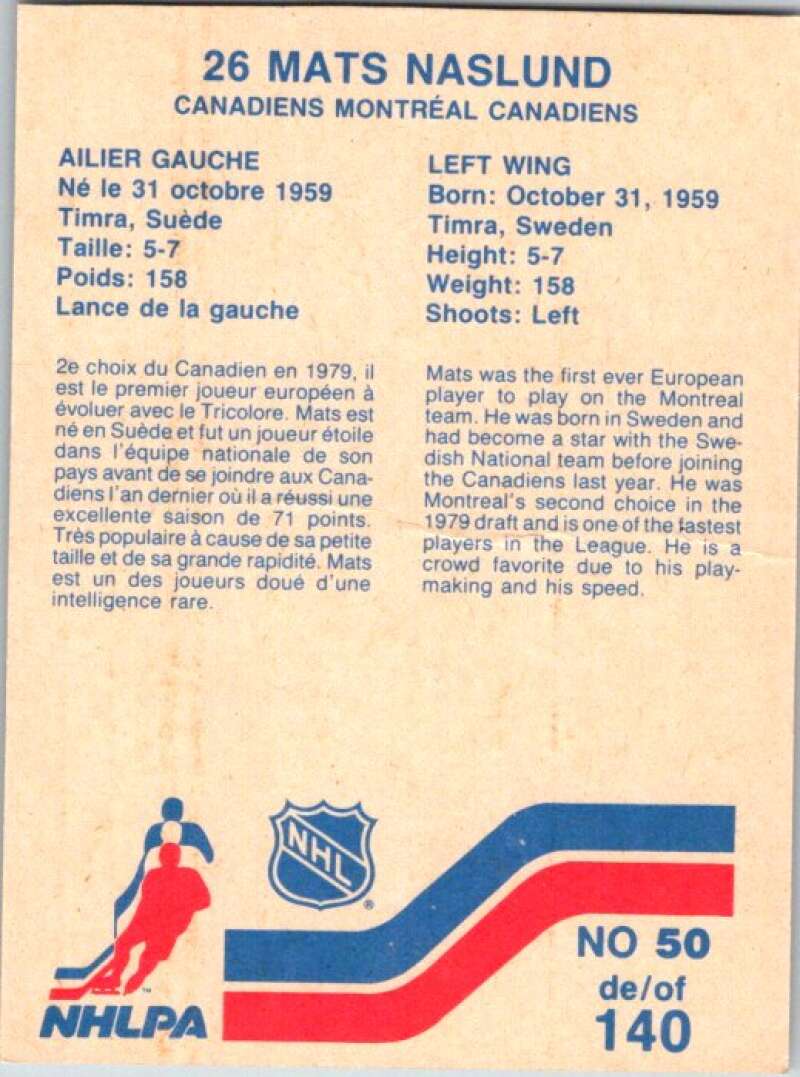 26 MATS NASLUND
CANADIENS MONTRÉAL CANADIENS
AILIER GAUCHE
Né le 31 octobre 1959
Timra, Suède
Taille: 5-7
Poids: 158
Lance de la gauche
2e choix du Canadien en 1979, il
est le premier joueur européen à
évoluer avec le Tricolore. Mats est
né en Suède et fut un joueur étoile
dans l'équipe nationale de son
pays avant de se joindre aux Cana-
diens l'an dernier où il a réussi une
excellente saison de 71 points.
Très populaire à cause de sa petite
taille et de sa grande rapidité. Mats
est un des joueurs doué d'une
intelligence rare.
LEFT WING
Born: October 31, 1959
Timra, Sweden
Height: 5-7
Weight: 158
Shoots: Left
Mats was the first ever European
player to play on the Montreal
team. He was born in Sweden and
had become a star with the Swe-
dish National team before joining
the Canadiens last year. He was
Montreal's second choice in the
1979 draft and is one of the fastest
players in the League. He is a
crowd favorite due to his play-
making and his speed.
NHL
®
™
NHLPA
NO 50
de/of
140